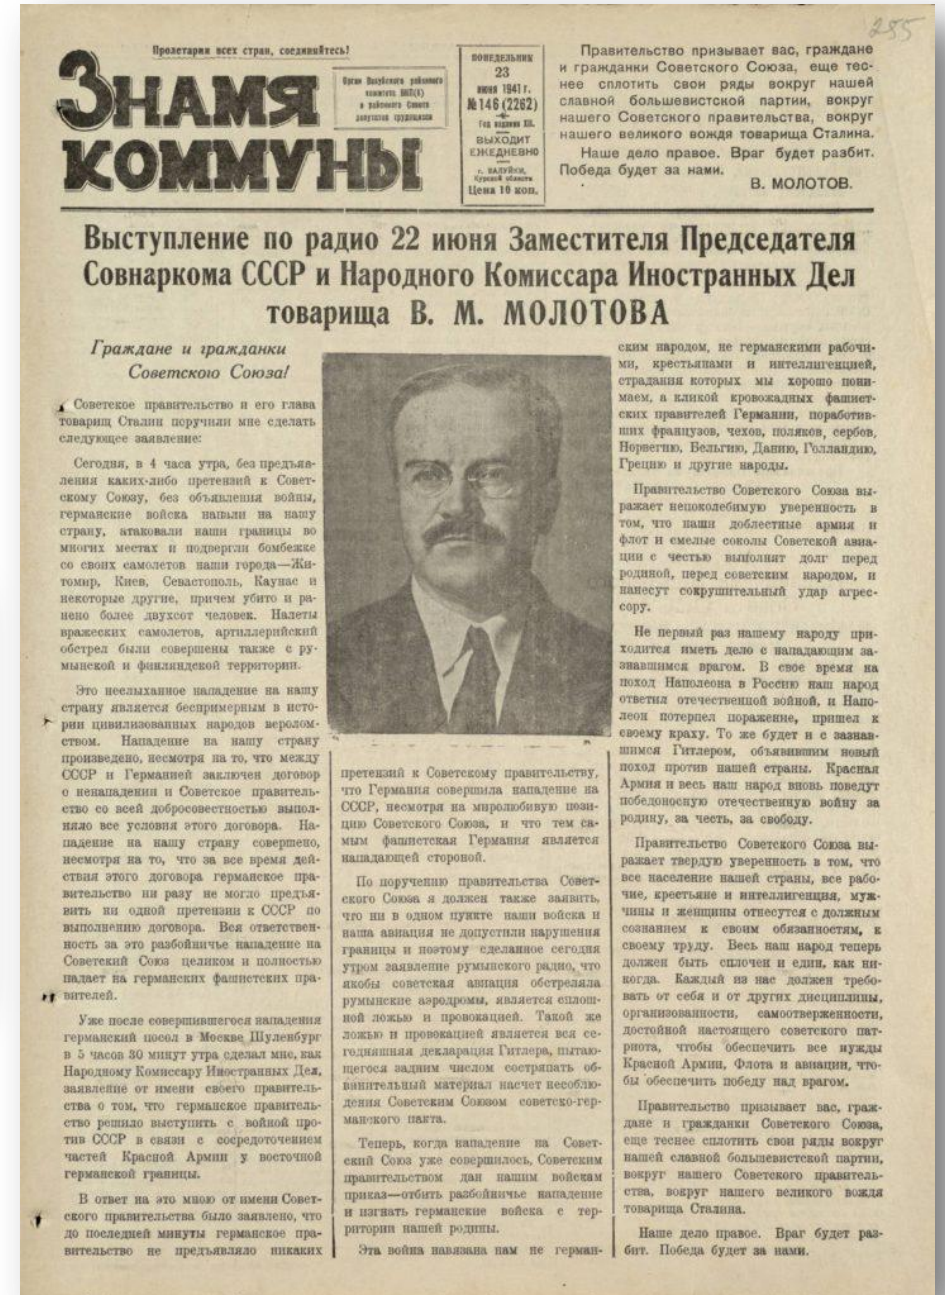 285
Пролетарии всех стран, соединяйтесь!
ЗНАМЯ
КОММУНЫ
Орган Валуйского районного
комитета ВКП(б)
и районного Совета
депутатов трудящихся
ПОНЕДЕЛЬНИК
23
июня 1941 г.
№ 146 (2262)
Год издания XII.
ВЫХОДИТ
ЕЖЕДНЕВНО
г. ВАЛУЙКИ,
Курской области
Цена 10 коп.
Правительство призывает вас, граждане
и гражданки Советского Союза, еще тес-
нее сплотить свои ряды вокруг нашей
славной большевистской партии, вокруг
нашего Советского правительства, вокруг
нашего великого вождя товарища Сталина.
Наше дело правое. Враг будет разбит.
Победа будет за нами.
В. МОЛОТОВ.
Выступление по радио 22 июня Заместителя Председателя
Совнаркома СССР и Народного Комиссара Иностранных Дел
товарища В. М. МОЛОТОВА
Граждане и гражданки
Советского Союза!
Советское правительство и его глава
товарищ Сталин поручили мне сделать
следующее заявление:
Сегодня, в 4 часа утра, без предъяв-
ления каких-либо претензий к Совет-
скому Союзу, без объявления войны,
германские войска напали на нашу
страну, атаковали наши границы во
многих местах и подвергли бомбежке
со своих самолетов наши города—Жи-
томир, Киев, Севастополь, Каунас и
некоторые другие, причем убито и ра-
нено более двухсот человек. Налеты
вражеских самолетов, артиллерийский
обстрел были совершены также с ру-
мынской и финляндской территории.
Это неслыханное нападение на нашу
страну является беспримерным в исто-
рии цивилизованных народов веролом-
ством. Нападение на нашу страну
произведено, несмотря на то, что между
СССР и Германией заключен договор
о ненападении и Советское правитель-
ство со всей добросовестностью выпол-
няло все условия этого договора. На-
падение на нашу страну совершено,
несмотря на то, что за все время дей-
ствия этого договора германское пра-
вительство ни разу не могло предъя-
вить ни одной претензии к СССР по
выполнению договора. Вся ответствен-
ность за это разбойничье нападение на
Советский Союз целиком и полностью
падает на германских фашистских пра-
вителей.
Уже после совершившегося нападения
германский посол в Москве Шуленбург
в 5 часов 30 минут утра сделал мне, как
Народному Комиссару Иностранных Дел,
заявление от имени своего правитель-
ства о том, что германское правитель-
ство решило выступить с войной про-
тив СССР в связи с сосредоточением
частей Красной Армии у восточной
германской границы.
В ответ на это мною от имени Совет-
ского правительства было заявлено, что
до последней минуты германское пра-
вительство не предъявляло никаких
претензий к Советскому правительству,
что Германия совершила нападение на
СССР, несмотря на миролюбивую пози-
цию Советского Союза, и что тем са-
мым фашистская Германия является
нападающей стороной.
По поручению правительства Совет-
ского Союза я должен также заявить,
что ни в одном пункте наши войска и
наша авиация не допустили нарушения
границы и поэтому сделанное сегодня
утром заявление румынского радио, что
якобы советская авиация обстреляла
румынские аэродромы, является сплош-
ной ложью и провокацией. Такой же
ложью и провокацией является вся се-
годняшняя декларация Гитлера, пытаю-
щегося задним числом состряпать об-
винительный материал насчет несоблю-
дения Советским Союзом советско-гер-
манского пакта.
Теперь, когда нападение на Совет-
ский Союз уже совершилось, Советским
правительством дан нашим войскам
приказ—отбить разбойничье нападение
и изгнать германские войска с тер-
ритории нашей родины.
Эта война навязана нам не герман-
ским народом, не германскими рабочи-
ми, крестьянами и интеллигенцией,
страдания которых мы хорошо пони-
маем, а кликой кровожадных фашист-
ских правителей Германии, поработив-
ших французов, чехов, поляков, сербов,
Норвегию, Бельгию, Данию, Голландию,
Грецию и другие народы.
Правительство Советского Союза вы-
ражает непоколебимую уверенность в
том, что наши доблестные армия и
флот и смелые соколы Советской авиа-
ции с честью выполнят долг перед
родиной, перед советским народом, и
нанесут сокрушительный удар агрес-
сору.
Не первый раз нашему народу при-
ходится иметь дело с нападающим за-
знавшимся врагом. В свое время на
поход Наполеона в Россию наш народ
ответил отечественной войной, и Напо-
леон потерпел поражение, пришел к
своему краху. То же будет и с зазнав-
шимся Гитлером, объявившим новый
поход против нашей страны. Красная
Армия и весь наш народ вновь поведут
победоносную отечественную войну за
родину, за честь, за свободу.
Правительство Советского Союза вы-
ражает твердую уверенность в том, что
все население нашей страны, все рабо-
чие, крестьяне и интеллигенция, муж-
чины и женщины отнесутся с должным
сознанием к своим обязанностям, к
своему труду. Весь наш народ теперь
должен быть сплочен и един, как ни-
когда. Каждый из нас должен требо-
вать от себя и от других дисциплины,
организованности, самоотверженности,
достойной настоящего советского пат-
риота, чтобы обеспечить все нужды
Красной Армии, Флота и авиации, что-
бы обеспечить победу над врагом.
Правительство призывает вас, граж-
дане и гражданки Советского Союза,
еще теснее сплотить свои ряды вокруг
нашей славной большевистской партии,
вокруг нашего Советского правитель-
ства, вокруг нашего великого вождя
товарища Сталина.
Наше дело правое. Враг будет раз-
бит. Победа будет за нами.